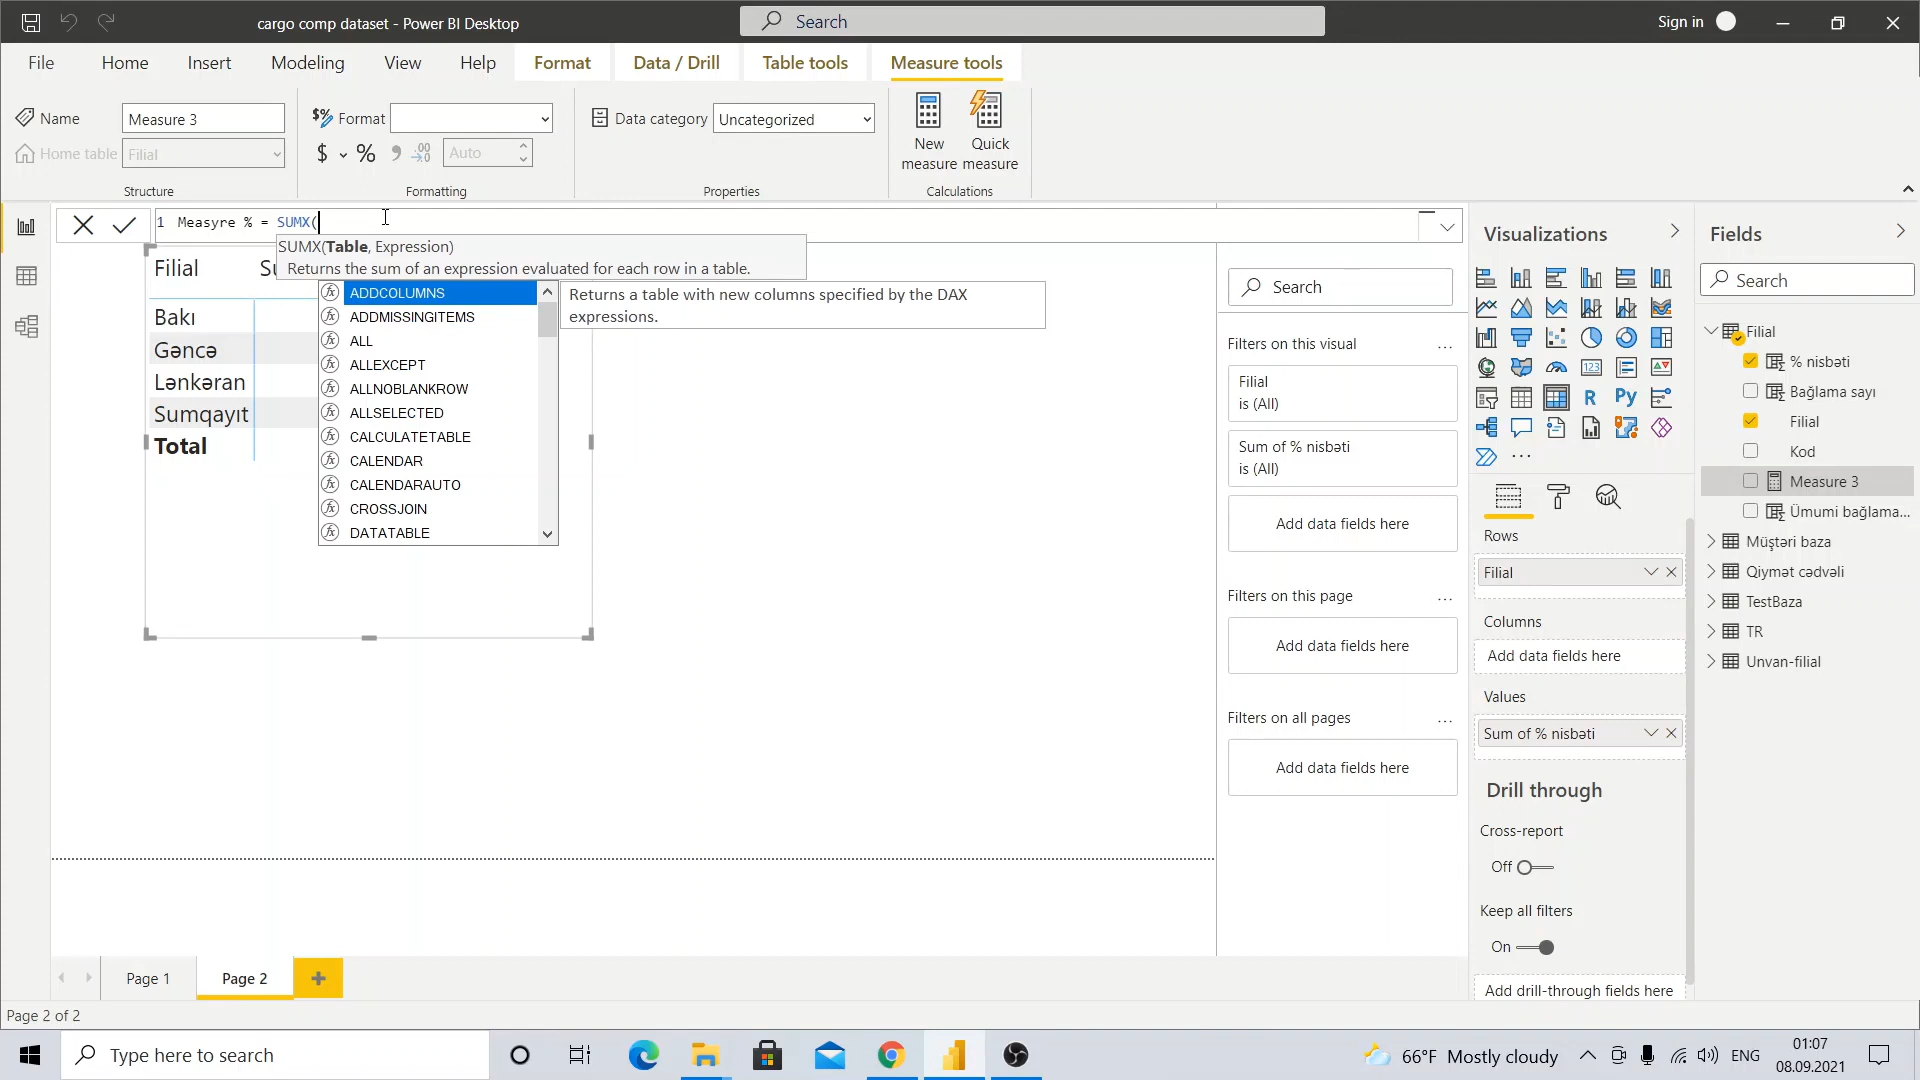 cargo comp dataset - Power BI Desktop
Search
Sign in
File
Home
Insert
Modeling
View
Help
Format
Data / Drill
Table tools
Measure tools
Name
Measure 3
Home table
Filial
Structure
Format
$
%
Auto
Formatting
Data category
Uncategorized
Properties
New measure
Quick measure
Calculations
1 Measyre % = SUMX(
SUMX(Table, Expression)
Returns the sum of an expression evaluated for each row in a table.
ADDCOLUMNS
ADDMISSINGITEMS
ALL
ALLEXCEPT
ALLNOBLANKROW
ALLSELECTED
CALCULATETABLE
CALENDAR
CALENDARAUTO
CROSSJOIN
DATATABLE
Returns a table with new columns specified by the DAX
expressions.
Filial
Bakı
Gəncə
Lənkəran
Sumqayıt
Total
Search
Filters on this visual
...
Filial
is (All)
Sum of % nisbəti
is (All)
Add data fields here
Filters on this page
...
Add data fields here
Filters on all pages
...
Add data fields here
Visualizations
R
Py
123
...
Rows
Filial
Columns
Add data fields here
Values
Sum of % nisbəti
Drill through
Cross-report
Off
Keep all filters
On
Add drill-through fields here
Fields
Search
Filial
% nisbəti
Bağlama sayı
Filial
Kod
Measure 3
Ümumi bağlama...
Müştəri baza
Qiymət cədvəli
TestBaza
TR
Unvan-filial
Page 1
Page 2
+
Page 2 of 2
Type here to search
66°F Mostly cloudy
ENG
01:07
08.09.2021